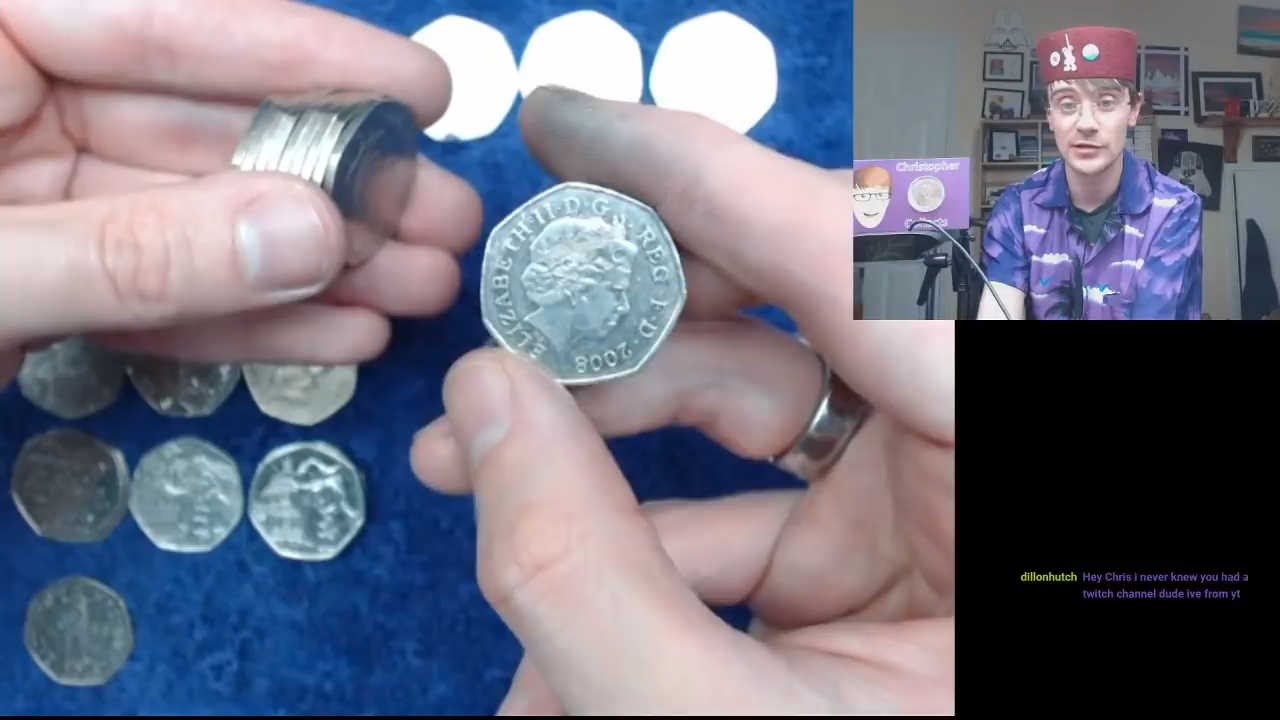 ELIZABETH·II·D·G REG·F·D·2008
Christopher
dillonhutch Hey Chris i never knew you had a
twitch channel dude ive from yt